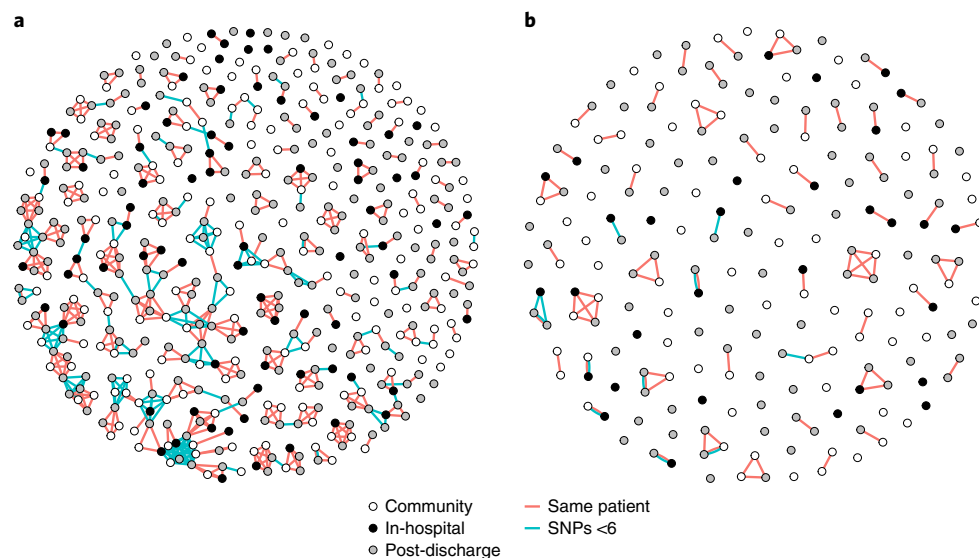 a
b
Community
In-hospital
Post-discharge
Same patient
SNPs <6